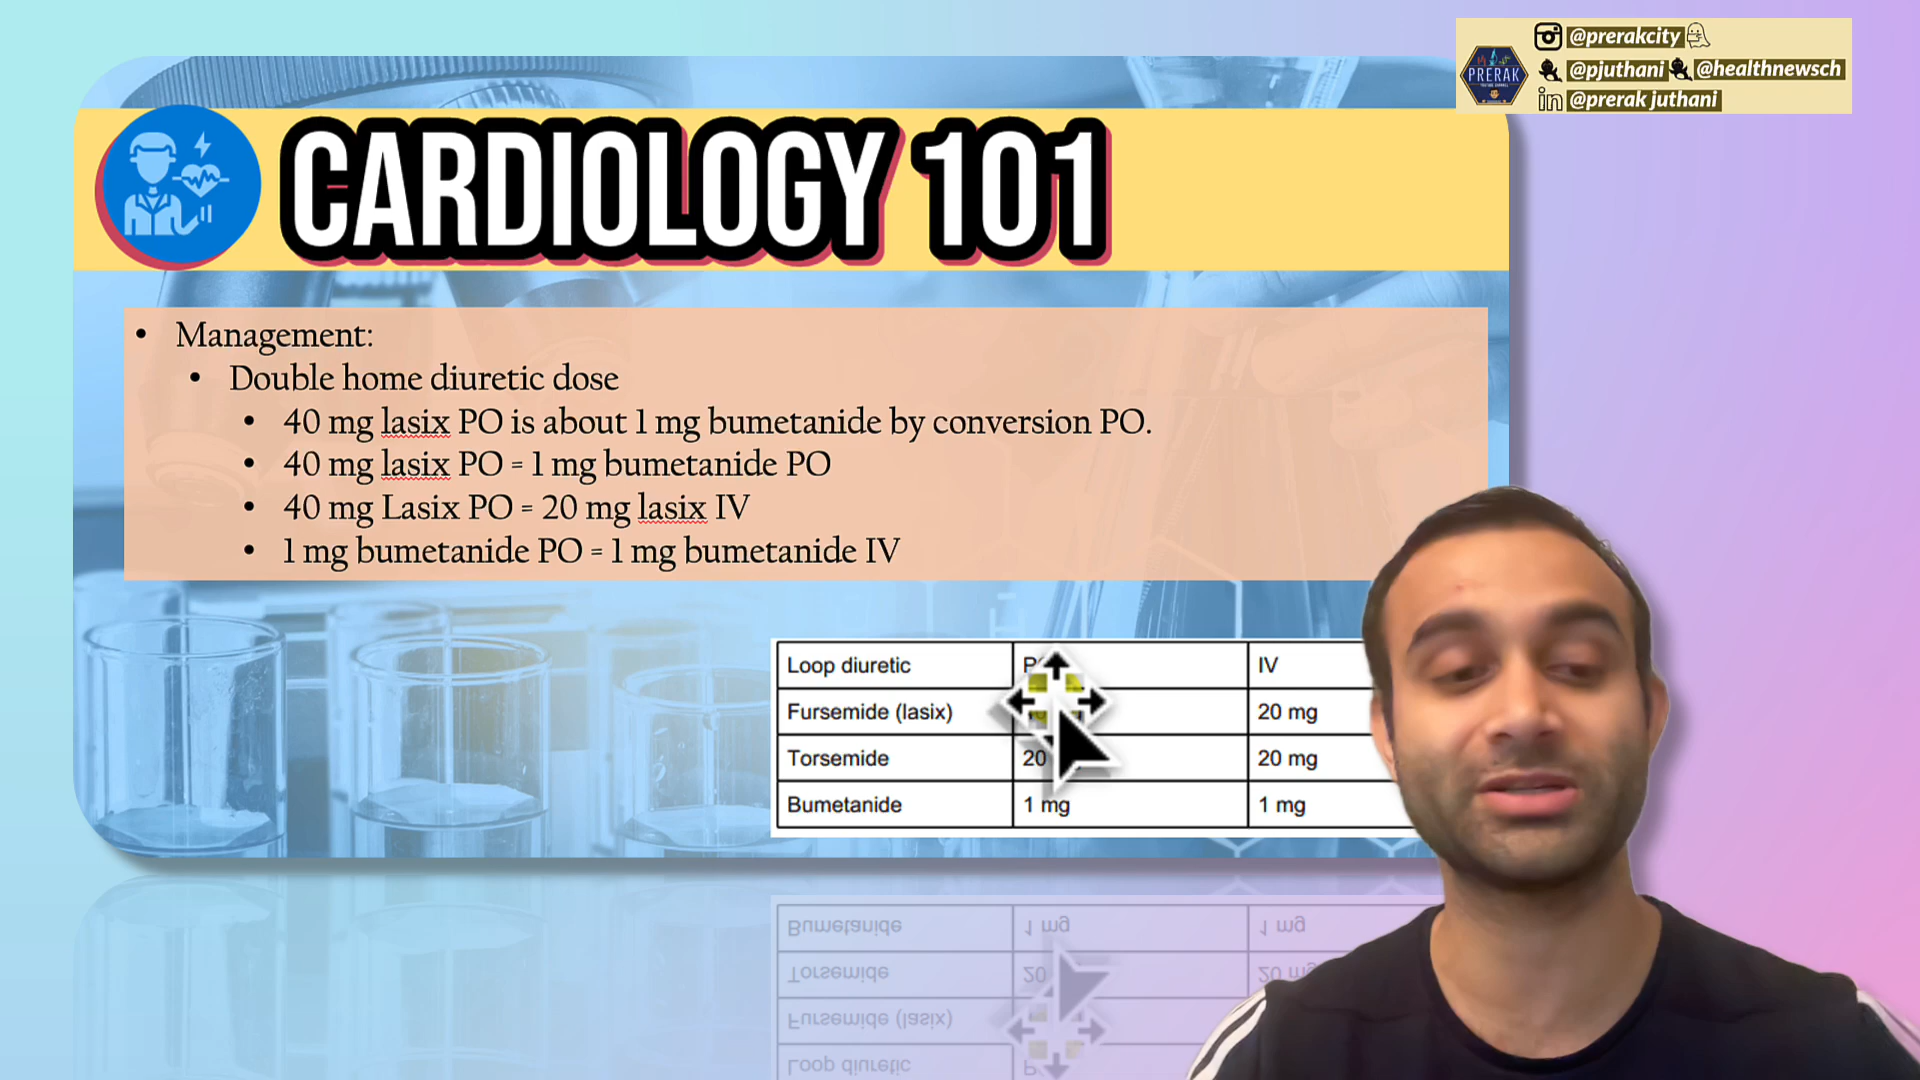 @prerakcity
PRERAK
@pjuthani @healthnewsch
in @prerak juthani
CARDIOLOGY 101
• Management:
• Double home diuretic dose
• 40 mg lasix PO is about 1 mg bumetanide by conversion PO.
• 40 mg lasix PO = 1 mg bumetanide PO
• 40 mg Lasix PO = 20 mg lasix IV
• 1 mg bumetanide PO = 1 mg bumetanide IV
Loop diuretic IV
Fursemide (lasix) 20 mg
Torsemide 20 20 mg
Bumetanide 1 mg 1 mg